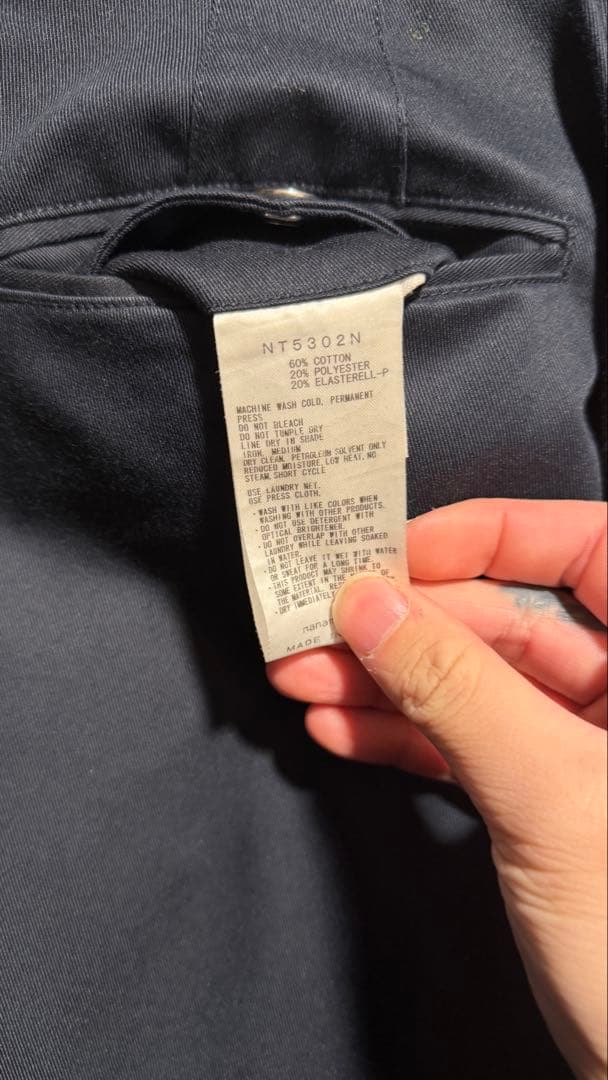 NT5302N
60% COTTON
20% POLYESTER
20% ELASTERELL-P
MACHINE WASH COLD, PERMANENT
PRESS
DO NOT BLEACH
DO NOT TUMPLE DRY
LINE DRY IN SHADE
IRON, MEDIUM
DRY CLEAN, PETROLEUM SOLVENT ONLY
REDUCED MOISTURE, LOW HEAT, NO
STEAM, SHORT CYCLE
USE LAUNDRY NET.
USE PRESS CLOTH.
・WASH WITH LIKE COLORS WHEN
WASHING WITH OTHER PRODUCTS.
・DO NOT USE DETERGENT WITH
OPTICAL BRIGHTENER.
・DO NOT OVERLAP WITH OTHER
LAUNDRY WHILE LEAVING SOAKED
IN WATER.
・DO NOT LEAVE IT WET WITH WATER
OR SWEAT FOR A LONG TIME.
・THIS PRODUCT MAY SHRINK TO
SOME EXTENT IN THE OF
THE MATERIAL.
・DRY IMMEDIATELY
MADE